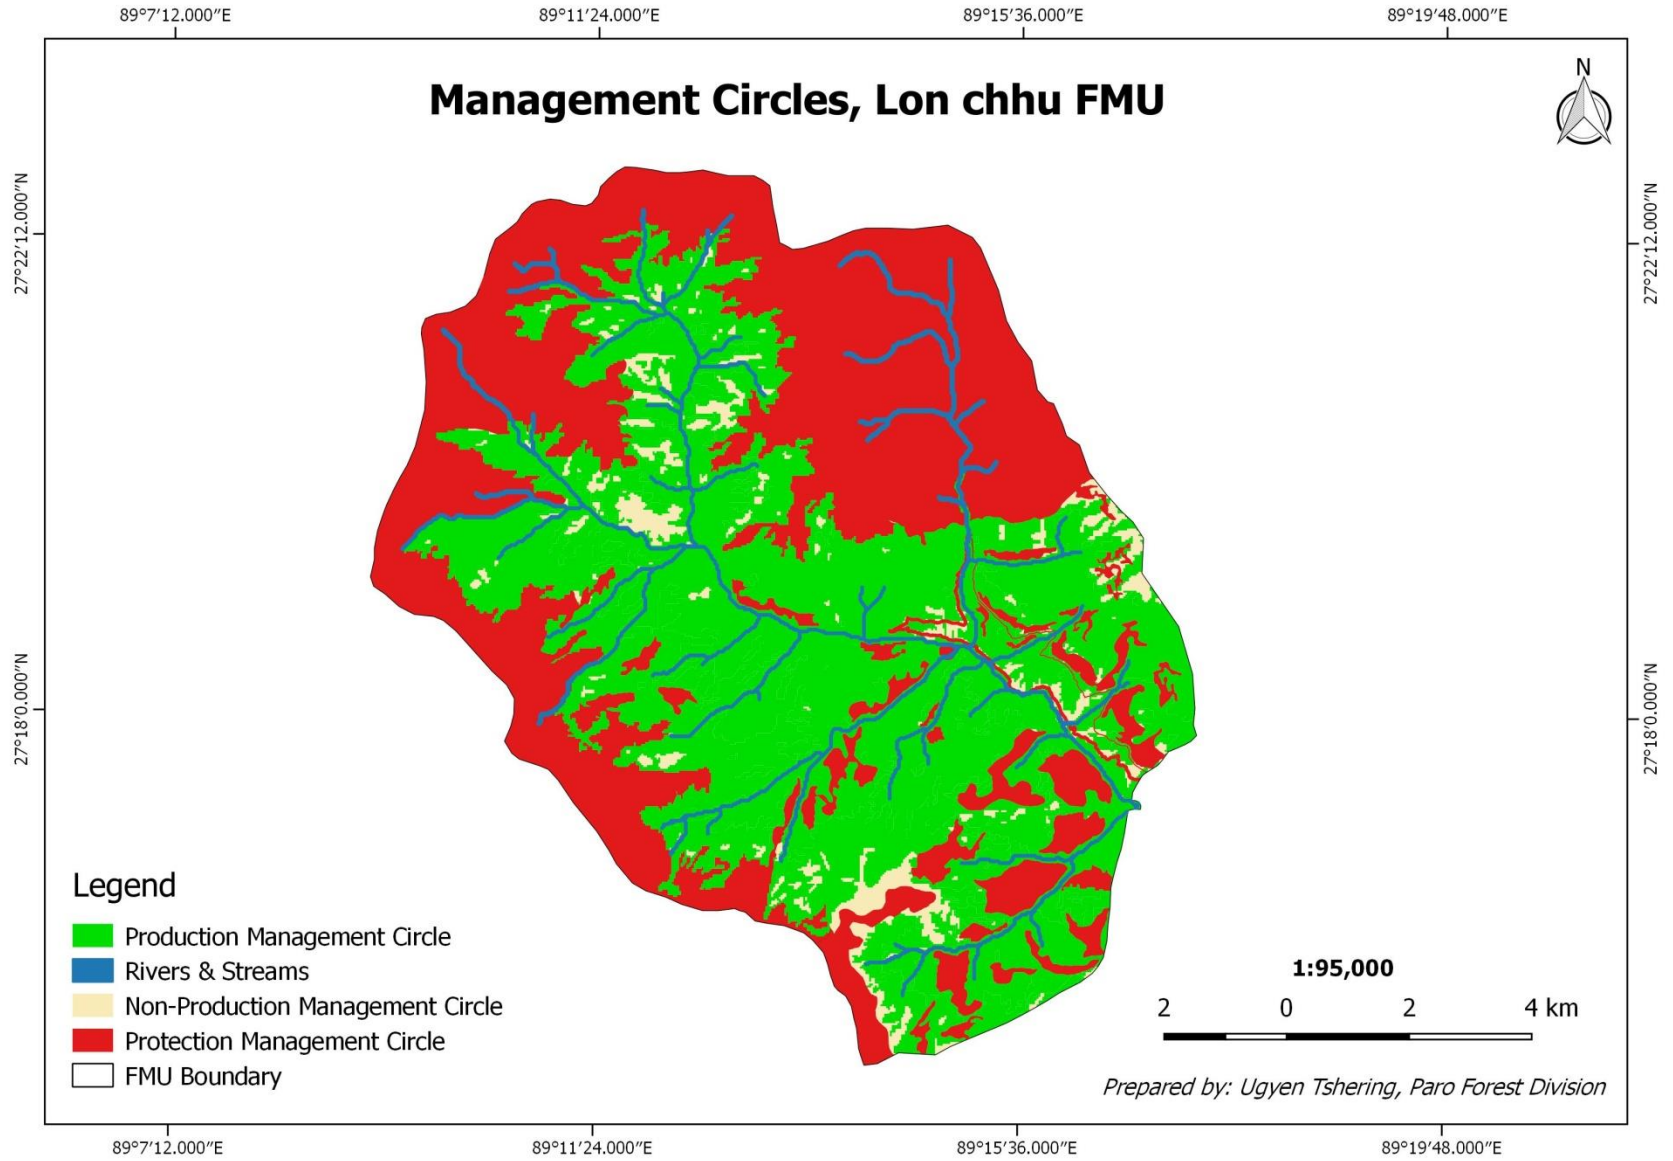 89°7′12.000″E
89°11′24.000″E
89°15′36.000″E
89°19′48.000″E
Management Circles, Lon chhu FMU
N
27°22′12.000″N
27°22′12.000″N
27°18′0.000″N
27°18′0.000″N
Legend
Production Management Circle
Rivers & Streams
Non-Production Management Circle
Protection Management Circle
FMU Boundary
1:95,000
2 0 2 4 km
Prepared by: Ugyen Tshering, Paro Forest Division
89°7′12.000″E
89°11′24.000″E
89°15′36.000″E
89°19′48.000″E